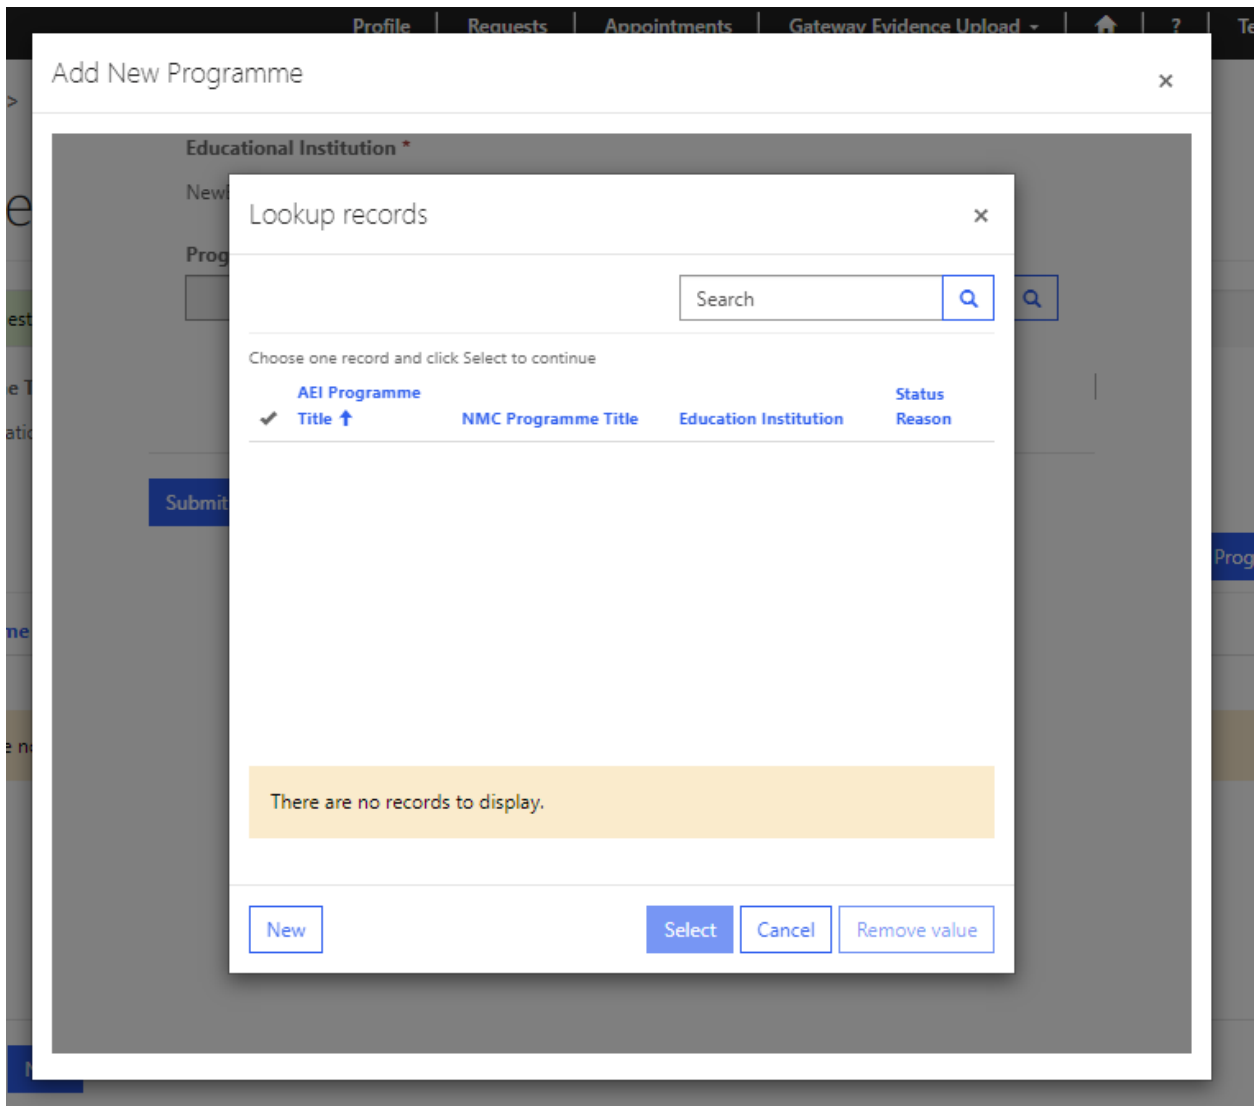 Profile Requests Appointments Gateway Evidence Upload ?
Add New Programme ×
>
Educational Institution *
Lookup records ×
Search
Choose one record and click Select to continue
AEI Programme
Title
NMC Programme Title
Education Institution
Status
Reason
Submit
There are no records to display.
New Select Cancel Remove value